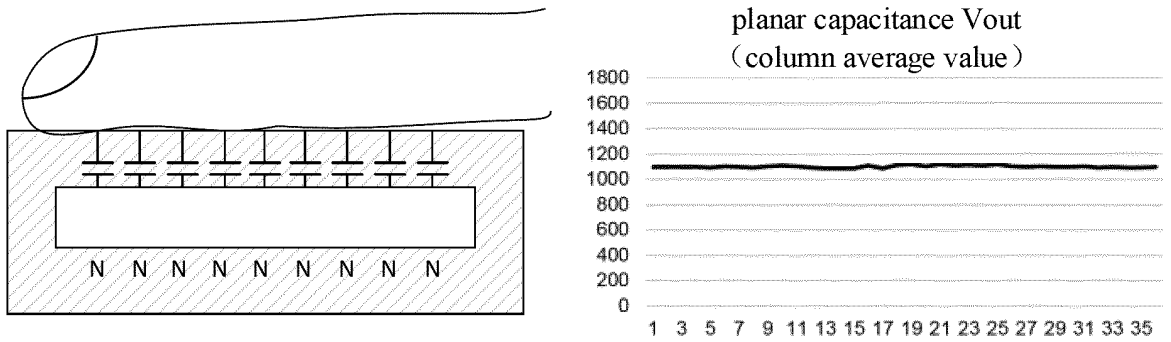 planar capacitance Vout
（column average value）
1800
1600
1400
1200
1000
800
600
400
200
0
1 3 5 7 9 11 13 15 17 19 21 23 25 27 29 31 33 35
N N N N N N N N N